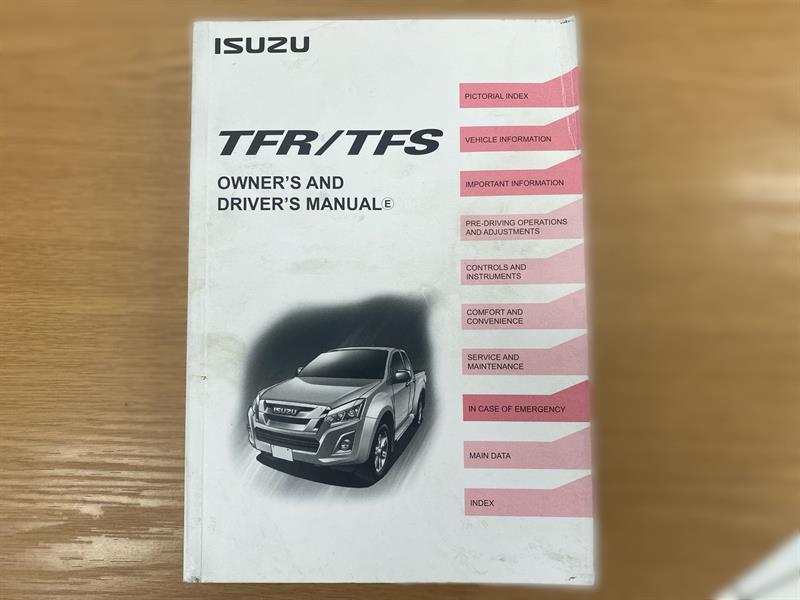 ISUZU
TFR/TFS
OWNER'S AND
DRIVER'S MANUALⒺ
PICTORIAL INDEX
VEHICLE INFORMATION
IMPORTANT INFORMATION
PRE-DRIVING OPERATIONS
AND ADJUSTMENTS
CONTROLS AND
INSTRUMENTS
COMFORT AND
CONVENIENCE
SERVICE AND
MAINTENANCE
IN CASE OF EMERGENCY
MAIN DATA
INDEX
ISUZU